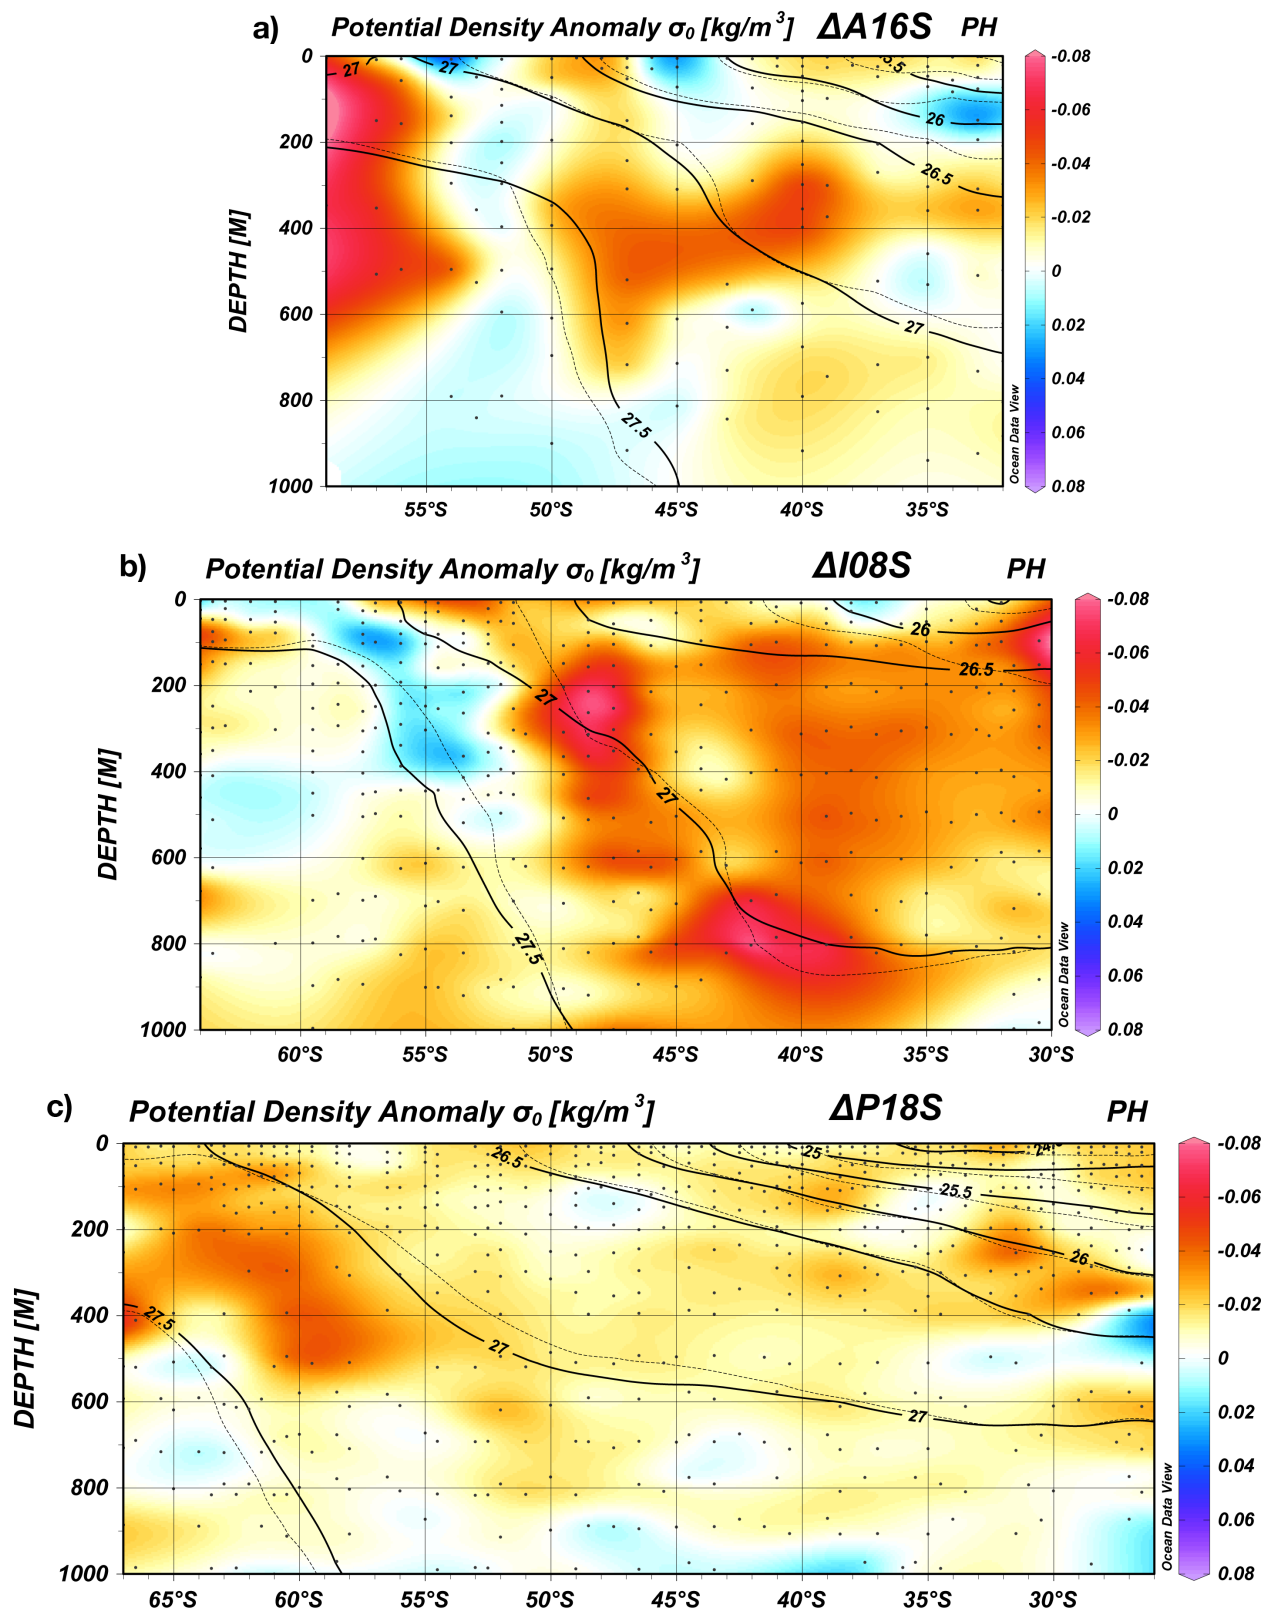 a) Potential Density Anomaly σ0 [kg/m3] ΔA16S PH
0 200 400 600 800 1000
DEPTH [M]
55°S 50°S 45°S 40°S 35°S
27 27 26 26.5 27 27.5
-0.08 -0.06 -0.04 -0.02 0 0.02 0.04 0.06 0.08
Ocean Data View
b) Potential Density Anomaly σ0 [kg/m3] ΔI08S PH
0 200 400 600 800 1000
DEPTH [M]
60°S 55°S 50°S 45°S 40°S 35°S 30°S
26 26.5 27 27 27.5
-0.08 -0.06 -0.04 -0.02 0 0.02 0.04 0.06 0.08
Ocean Data View
c) Potential Density Anomaly σ0 [kg/m3] ΔP18S PH
0 200 400 600 800 1000
DEPTH [M]
65°S 60°S 55°S 50°S 45°S 40°S 35°S 30°S
26.5 25 25.5 26 27.5 27 27
-0.08 -0.06 -0.04 -0.02 0 0.02 0.04 0.06 0.08
Ocean Data View